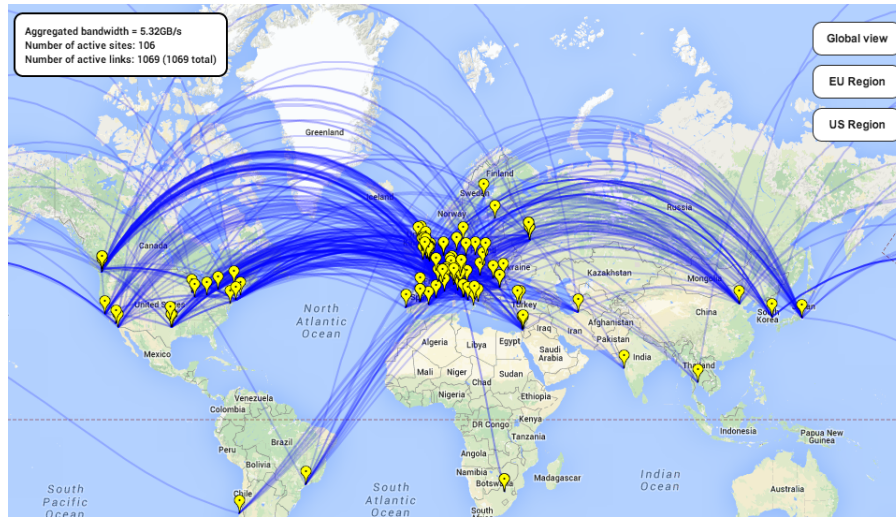 Aggregated bandwidth = 5.32GB/s
Number of active sites: 106
Number of active links: 1069 (1069 total)
Global view
EU Region
US Region
Greenland
Finland
Sweden
Iceland
Norway
Russia
Canada
Ukraine
Kazakhstan
Mongolia
United States
North
Atlantic
Ocean
Turkey
China
South
Korea
Afghanistan
Iraq
Iran
Pakistan
Mexico
Algeria
Libya
Egypt
Saudi
Arabia
India
Thailand
Mali
Niger
Chad
Sudan
Venezuela
Colombia
Nigeria
Ethiopia
DR Congo
Kenya
Tanzania
Indonesia
Papua New
Guinea
Peru
Brazil
Bolivia
Angola
Namibia
Botswana
Madagascar
Chile
South
Pacific
Ocean
South
Atlantic
Ocean
Indian
Ocean
Australia
South Africa